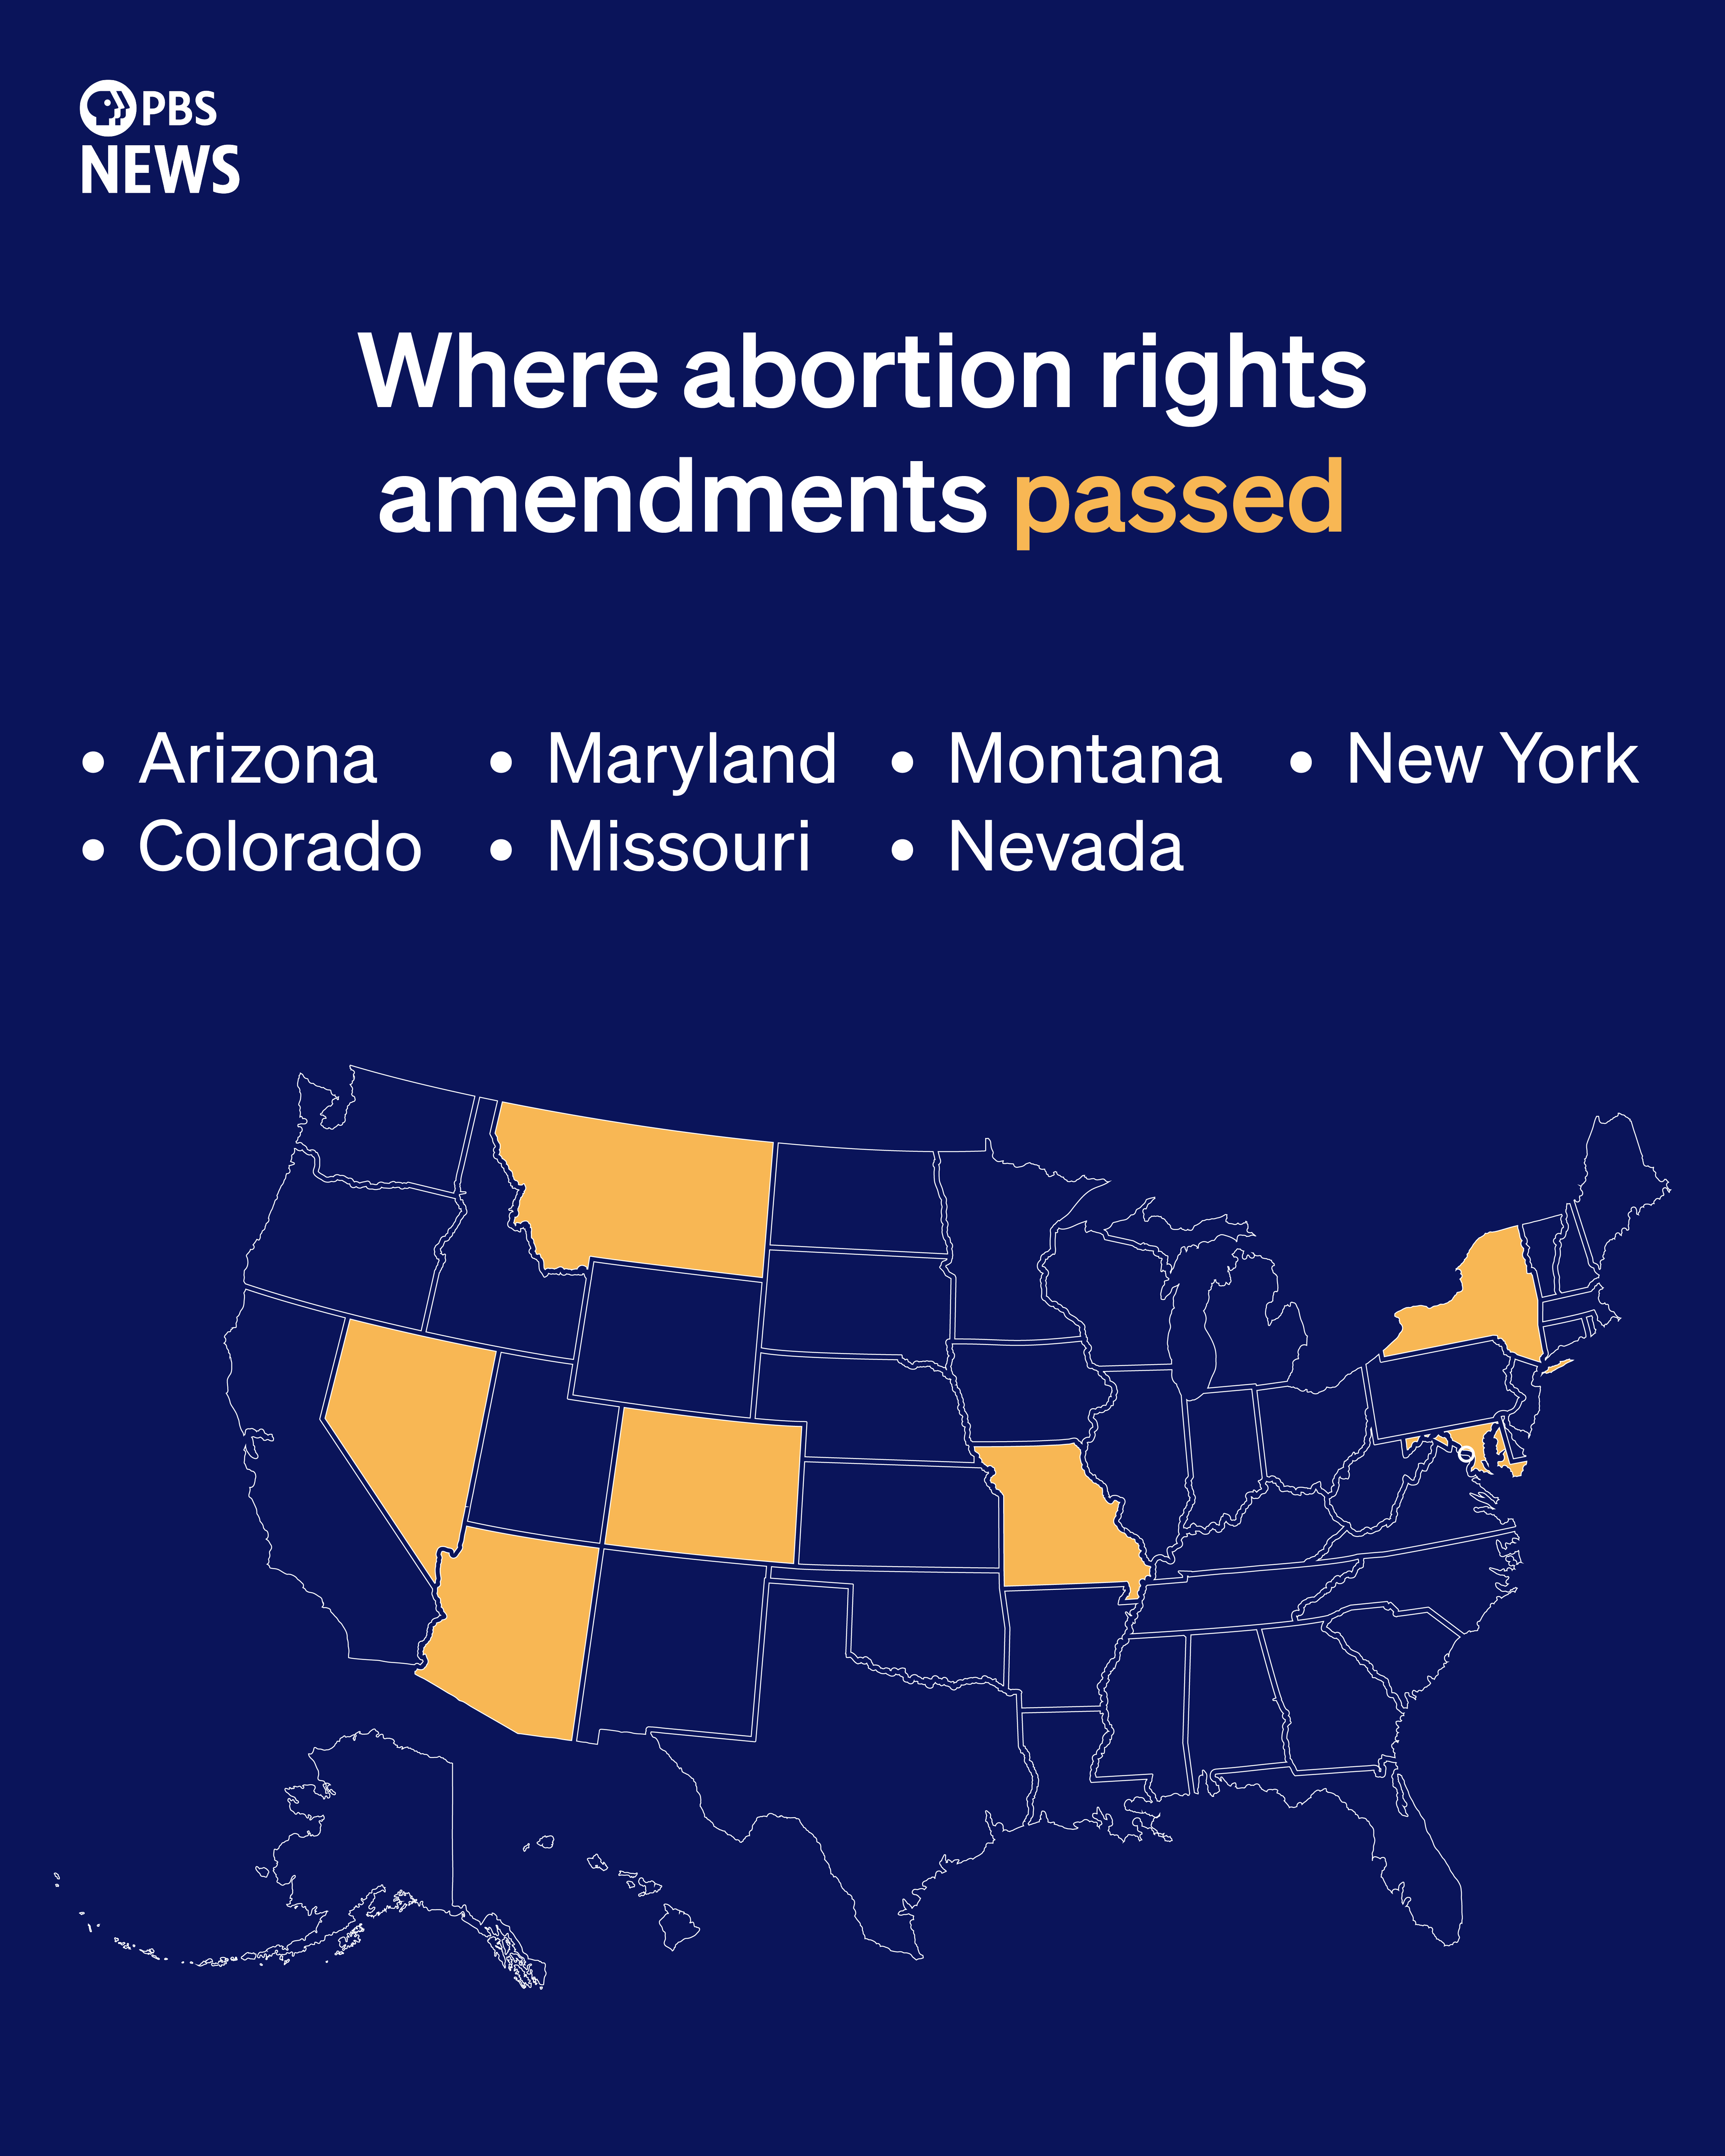 PBS
NEWS
Where abortion rights
amendments passed
• Arizona
• Colorado
• Maryland
• Missouri
• Montana
• Nevada
• New York